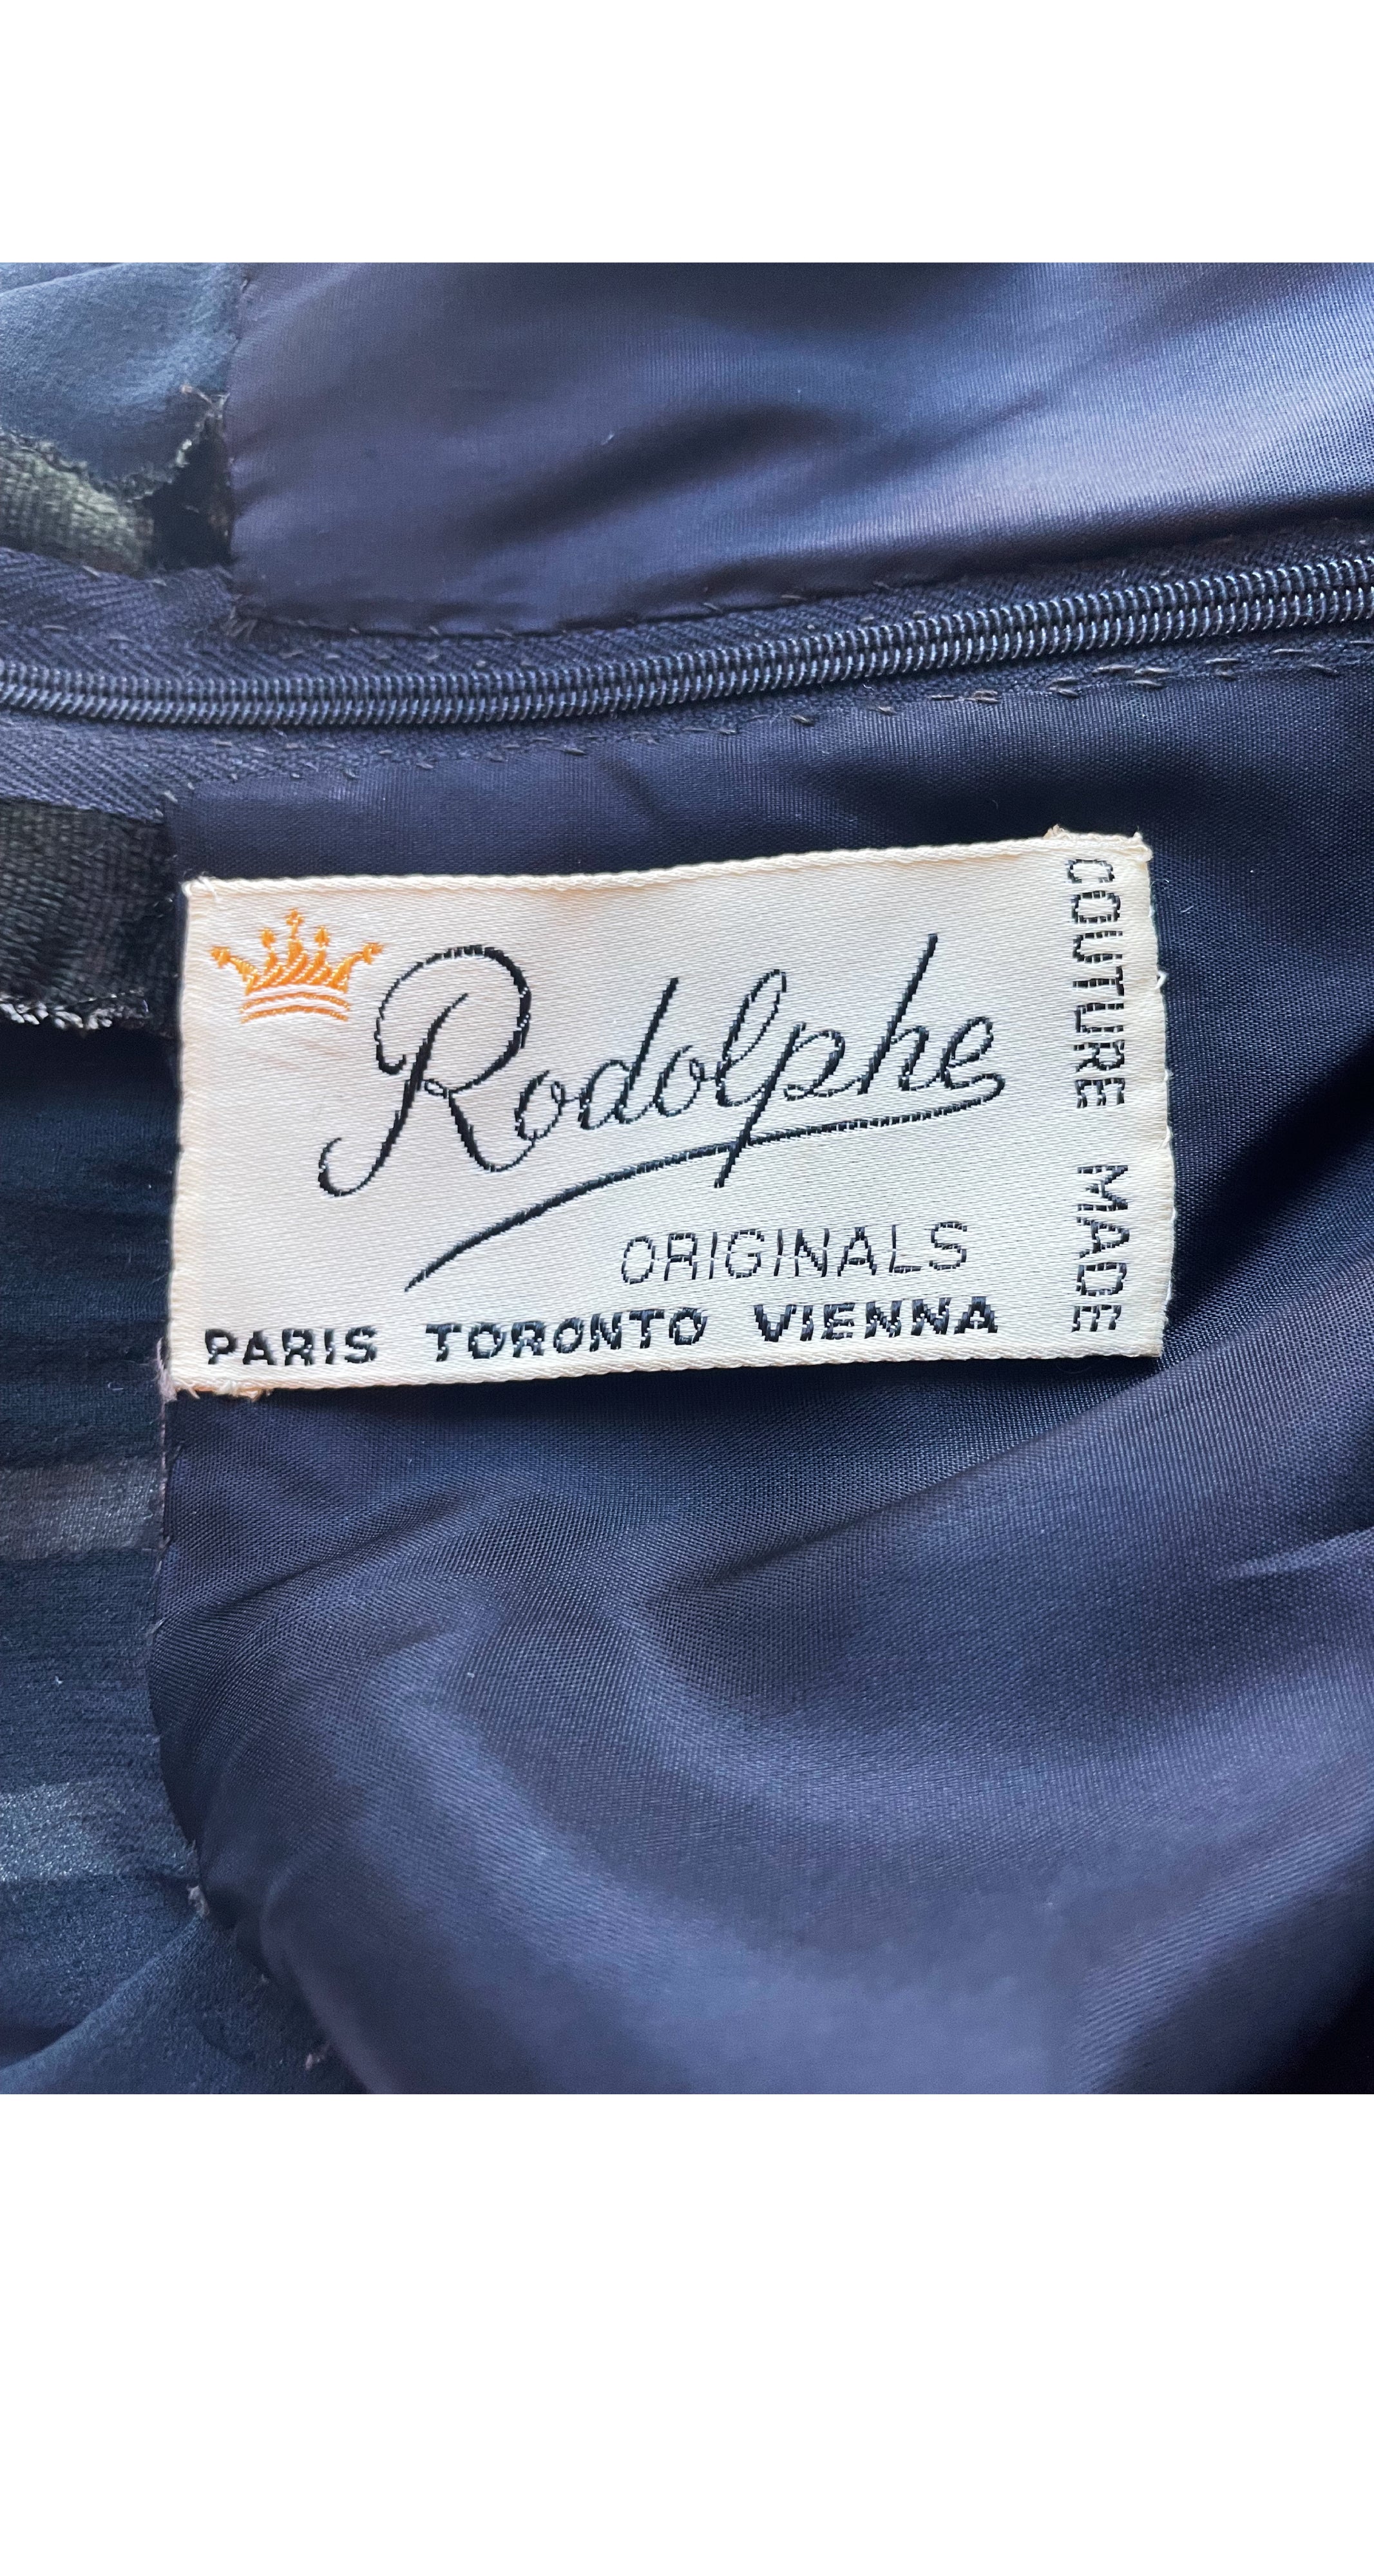 Rodolphe
ORIGINALS
PARIS TORONTO VIENNA
COUTURE MADE